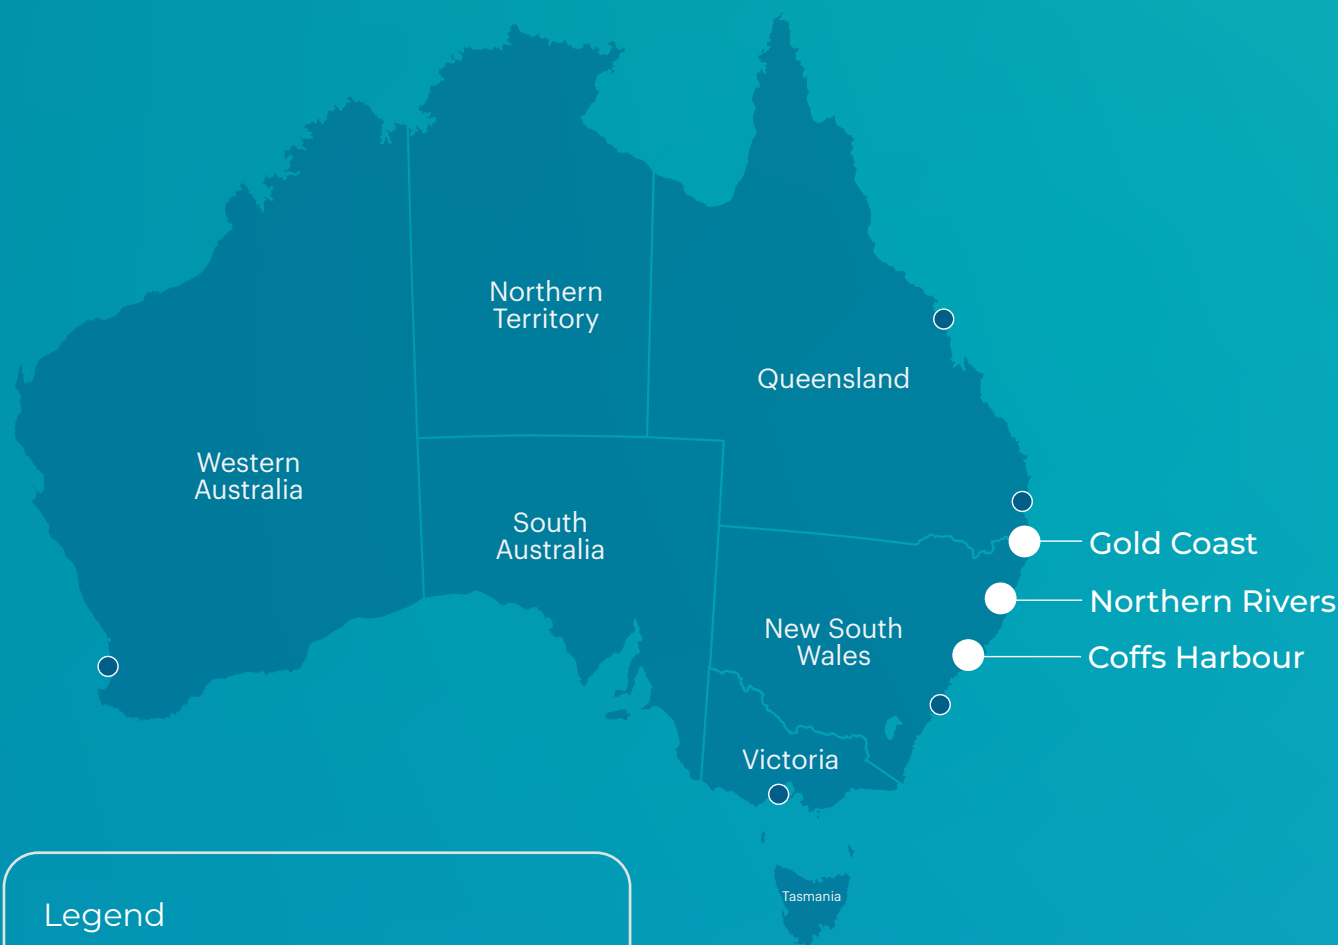 Northern
Territory
Queensland
Western
Australia
South
Australia
Gold Coast
Northern Rivers
New South
Wales
Coffs Harbour
Victoria
Tasmania
Legend